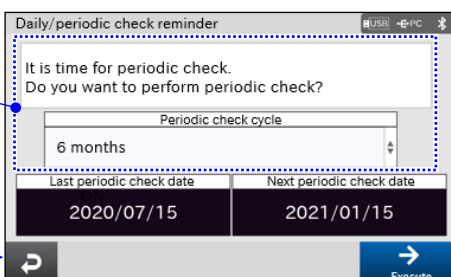 Daily/periodic check reminder
USB PC
It is time for periodic check.
Do you want to perform periodic check?
Periodic check cycle
6 months
Last periodic check date
Next periodic check date
2020/07/15
2021/01/15
Execute